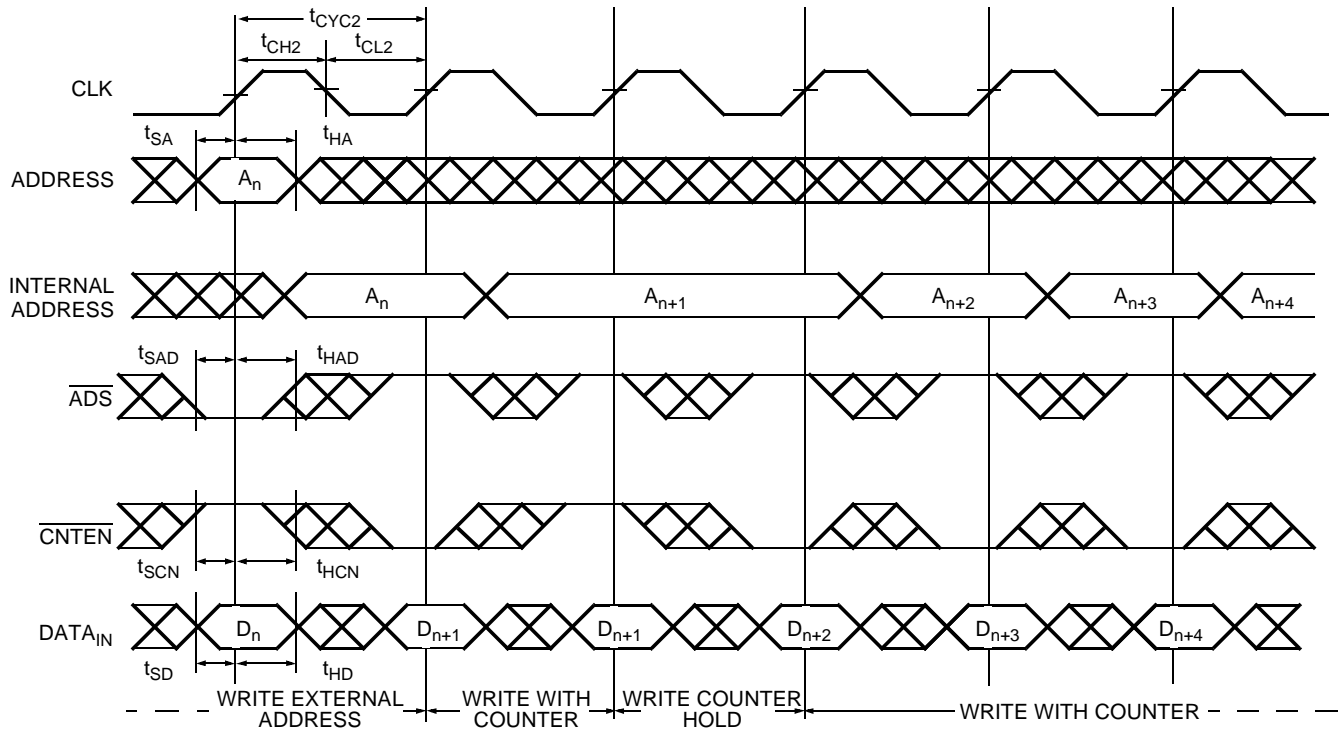 tCYC2
tCH2 tCL2
CLK
tSA tHA
ADDRESS An
INTERNAL
ADDRESS
An An+1 An+2 An+3 An+4
tSAD tHAD
ADS
CNTEN
tSCN tHCN
DATAIN Dn Dn+1 Dn+1 Dn+2 Dn+3 Dn+4
tSD tHD
WRITE EXTERNAL
ADDRESS
WRITE WITH
COUNTER
WRITE COUNTER
HOLD
WRITE WITH COUNTER